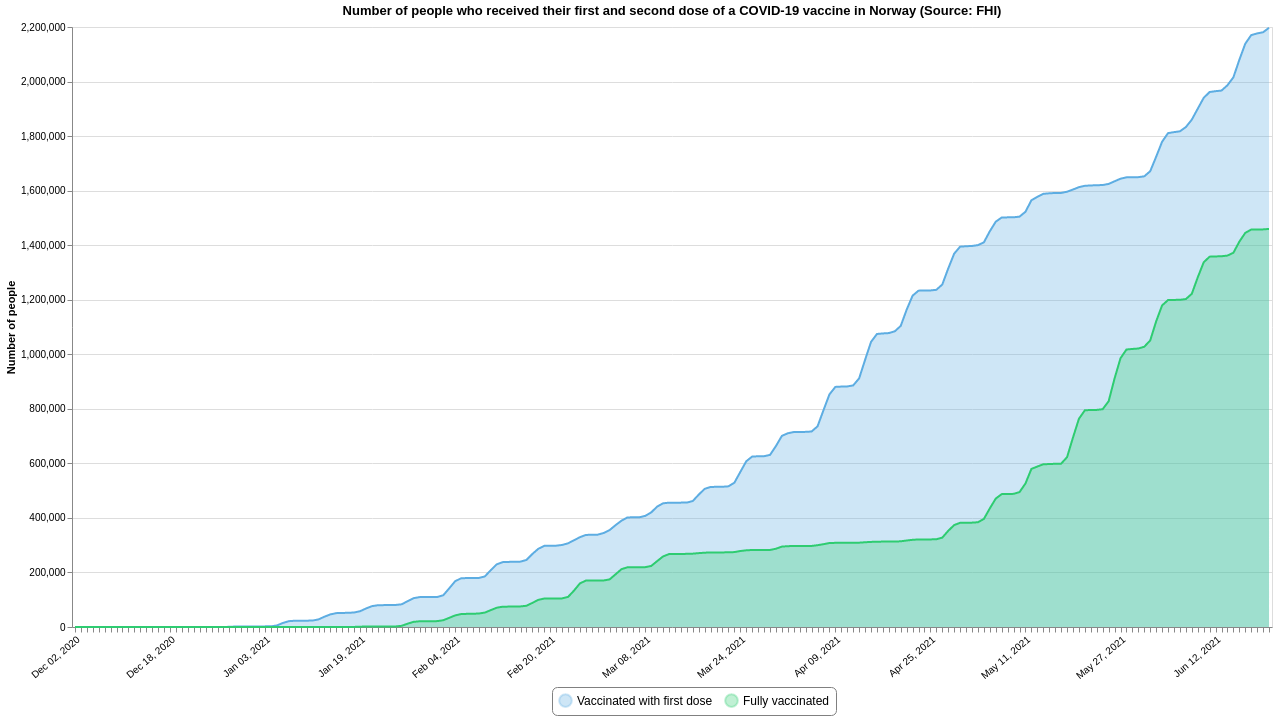 Number of people who received their first and second dose of a COVID-19 vaccine in Norway (Source: FHI)
Number of people
2,200,000
2,000,000
1,800,000
1,600,000
1,400,000
1,200,000
1,000,000
800,000
600,000
400,000
200,000
0
Dec 02, 2020
Dec 18, 2020
Jan 03, 2021
Jan 19, 2021
Feb 04, 2021
Feb 20, 2021
Mar 08, 2021
Mar 24, 2021
Apr 09, 2021
Apr 25, 2021
May 11, 2021
May 27, 2021
Jun 12, 2021
Vaccinated with first dose
Fully vaccinated